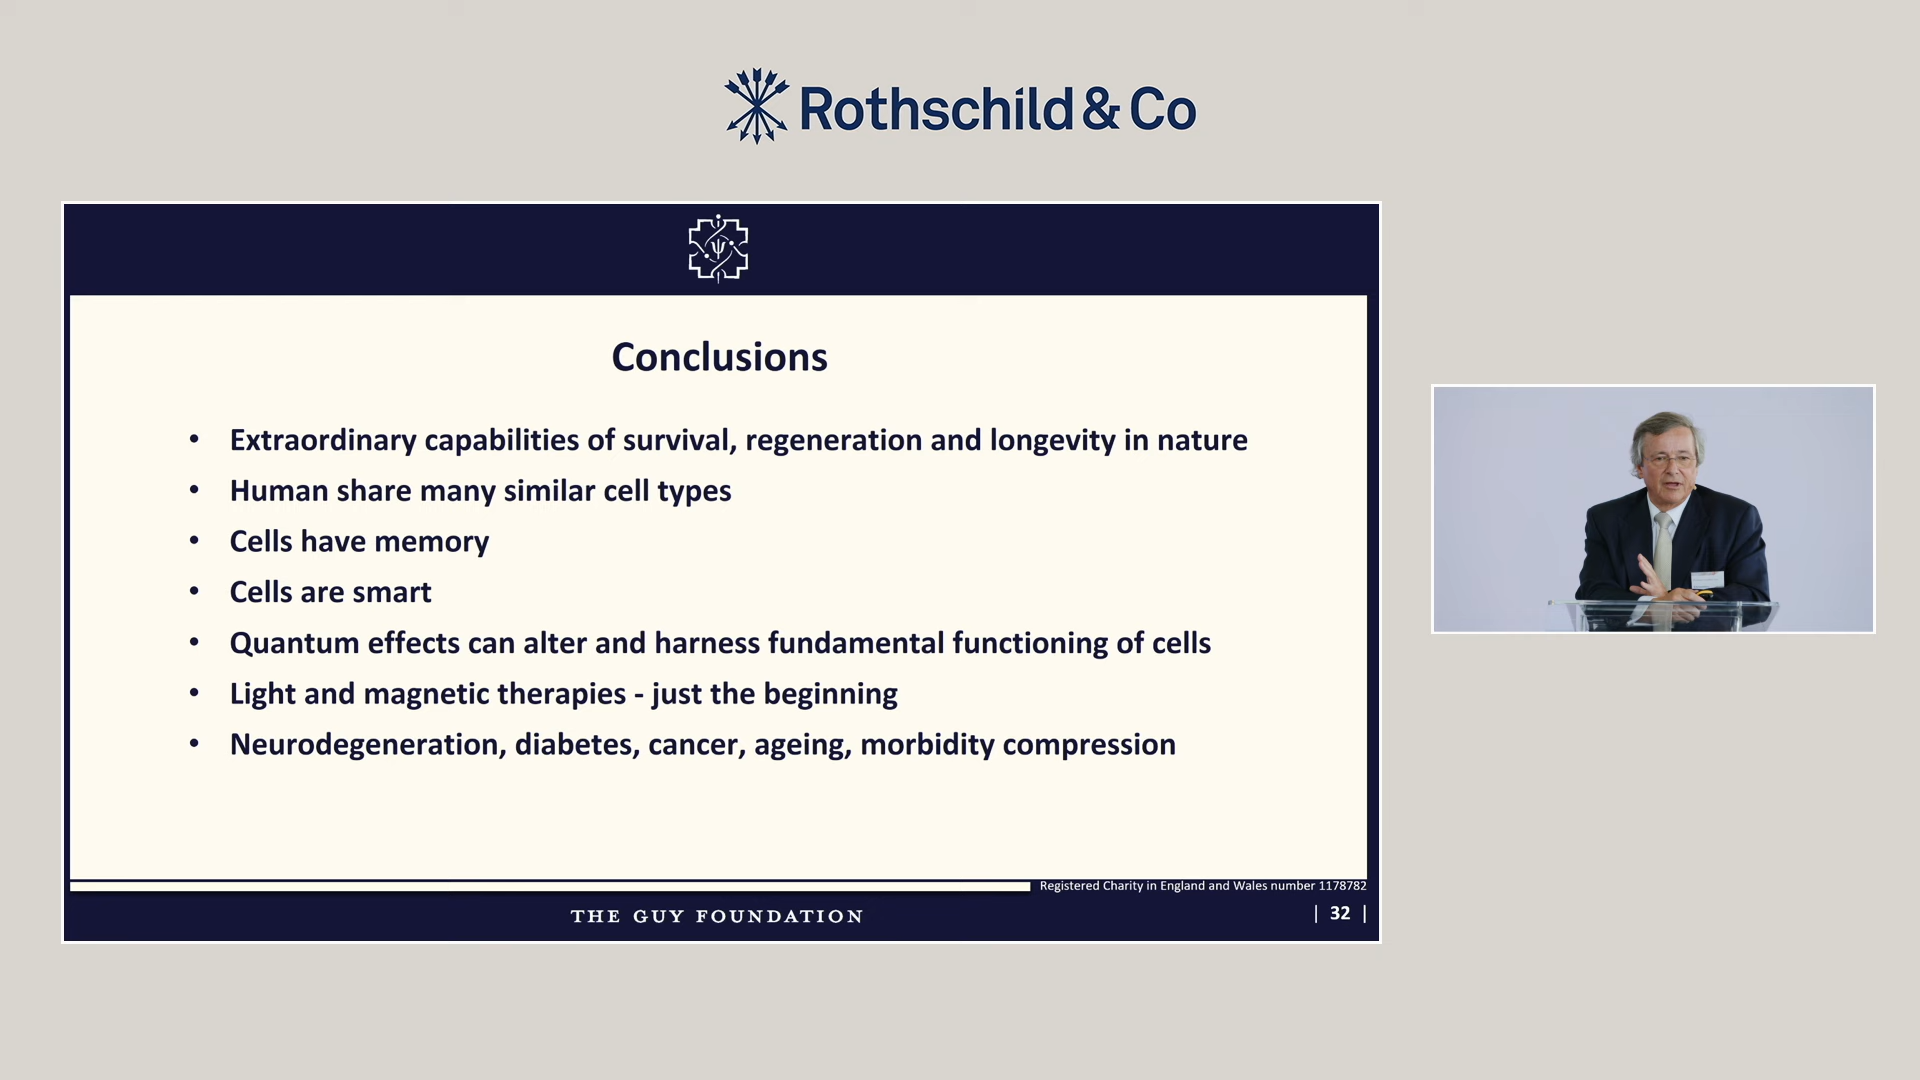 Rothschild & Co
Conclusions
• Extraordinary capabilities of survival, regeneration and longevity in nature
• Human share many similar cell types
• Cells have memory
• Cells are smart
• Quantum effects can alter and harness fundamental functioning of cells
• Light and magnetic therapies - just the beginning
• Neurodegeneration, diabetes, cancer, ageing, morbidity compression
Registered Charity in England and Wales number 1178782
THE GUY FOUNDATION
| 32 |